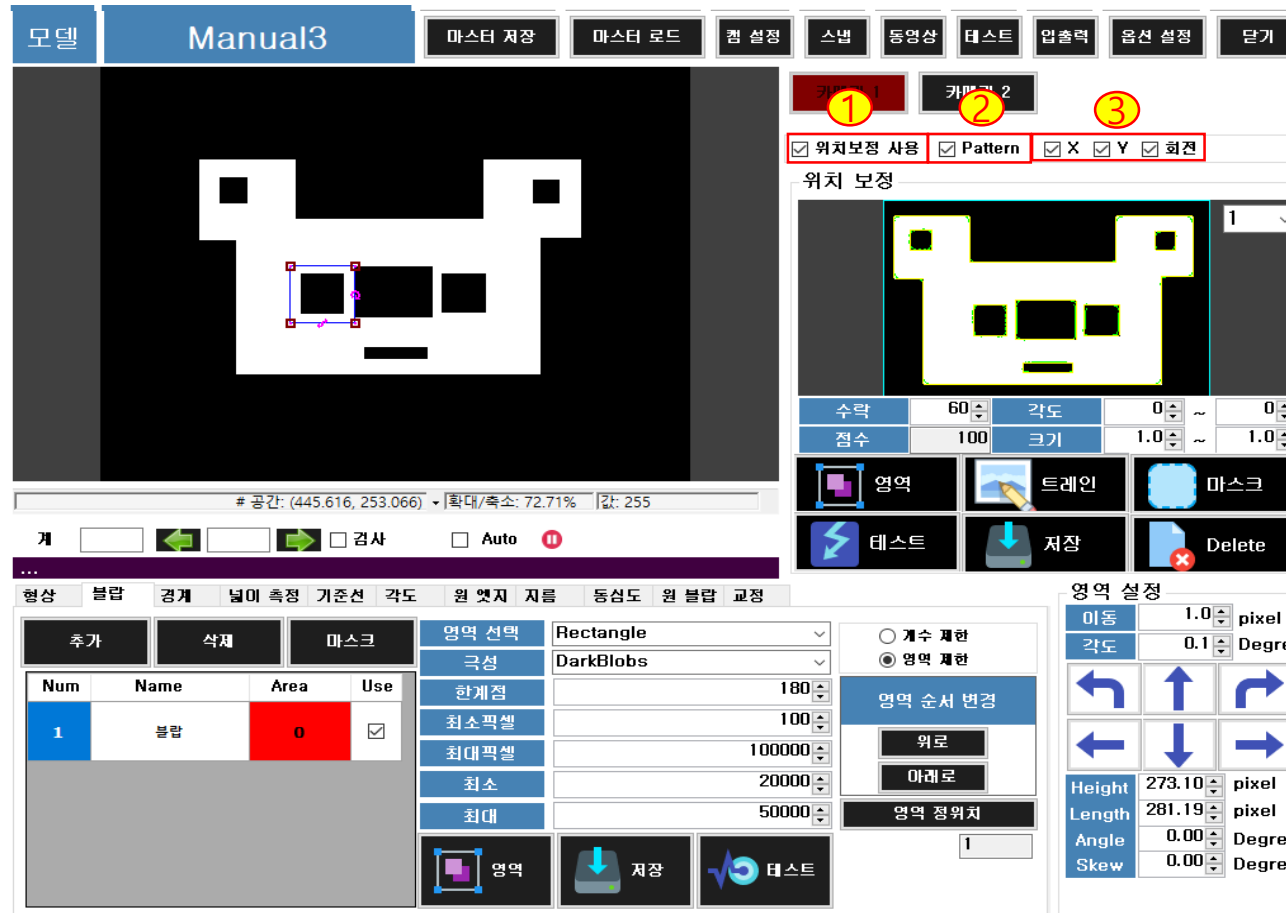 모델 Manual3 마스터 저장 마스터 로드 캠 설정 스냅 동영상 테스트 입출력 옵션 설정 닫기
카메라 1 카메라 2
1 2 3
위치보정 사용 Pattern X Y 회전
위치 보정
1
수락 60 각도 0 ~ 0
점수 100 크기 1.0 ~ 1.0
영역 트레인 마스크
테스트 저장 Delete
# 공간: (445.616, 253.066) 확대/축소: 72.71% 값: 255
계 검사 Auto
...
형상 블랍 경계 넓이 측정 기준선 각도 원 엣지 지름 동심도 원 블랍 교정
추가 삭제 마스크
Num Name Area Use
1 블랍 0
영역 선택 Rectangle
극성 DarkBlobs
한계점 180
최소픽셀 100
최대픽셀 100000
최소 20000
최대 50000
영역 저장 테스트
개수 제한
영역 제한
영역 순서 변경
위로
아래로
영역 정위치
1
영역 설정
이동 1.0 pixel
각도 0.1 Degre
Height 273.10 pixel
Length 281.19 pixel
Angle 0.00 Degre
Skew 0.00 Degre